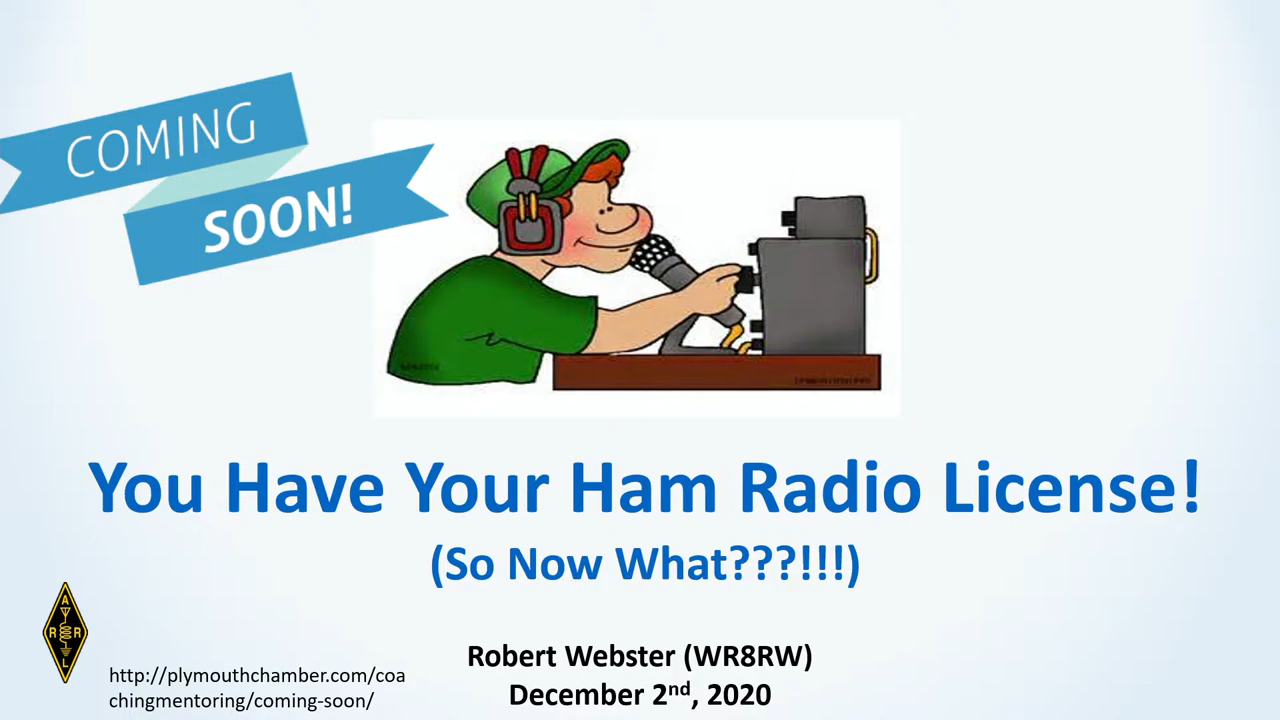 COMING
SOON!
You Have Your Ham Radio License!
(So Now What???!!!)
A
R R
L
Robert Webster (WR8RW)
http://plymouthchamber.com/coa
chingmentoring/coming-soon/
December 2nd, 2020